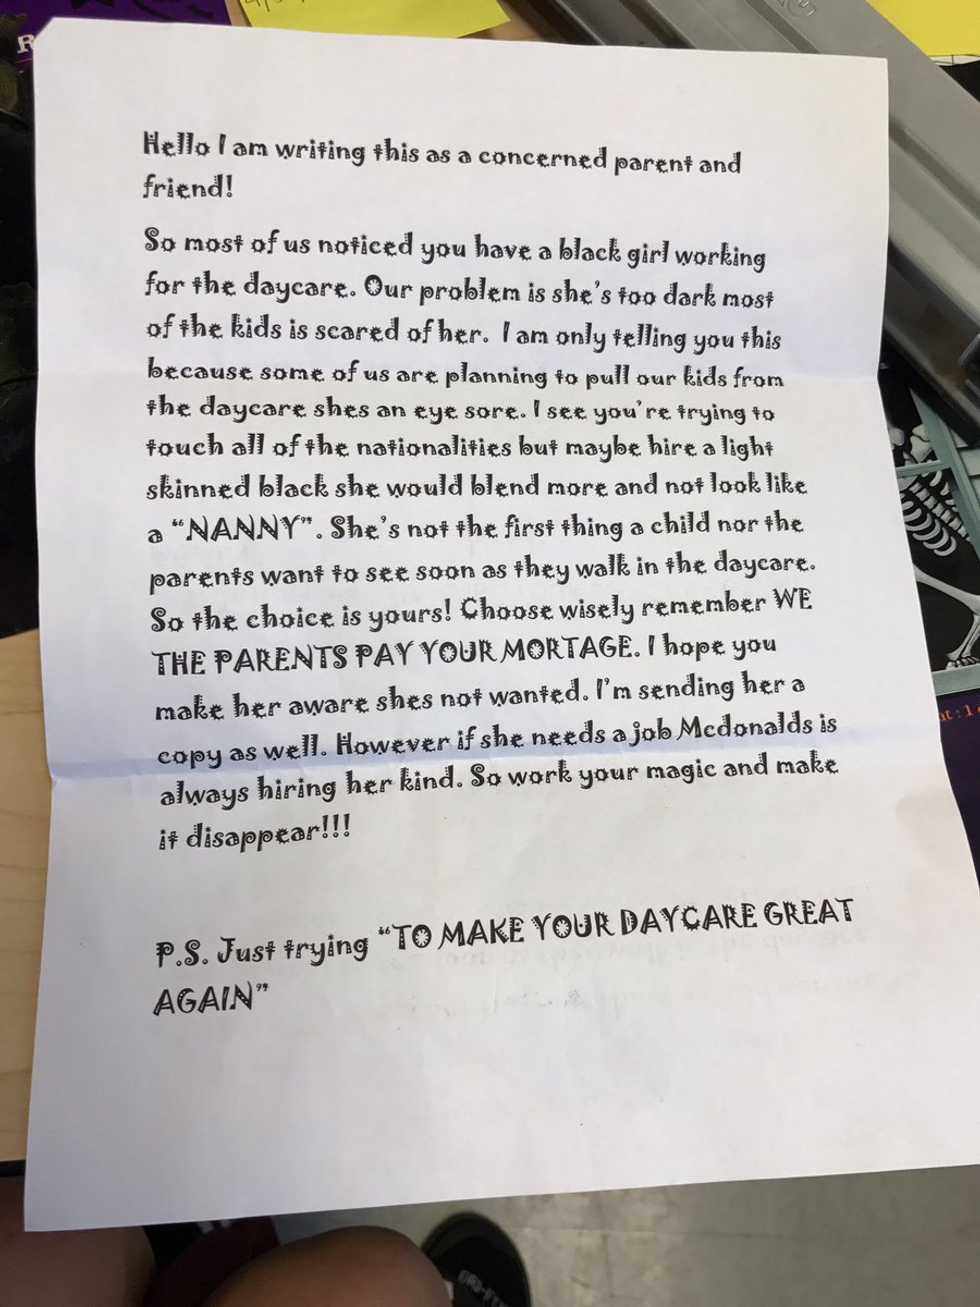 Hello I am writing this as a concerned parent and
friend!
So most of us noticed you have a black girl working
for the daycare. Our problem is she's too dark most
of the kids is scared of her. I am only telling you this
because some of us are planning to pull our kids from
the daycare shes an eye sore. I see you're trying to
touch all of the nationalities but maybe hire a light
skinned black she would blend more and not look like
a "NANNY". She's not the first thing a child nor the
parents want to see soon as they walk in the daycare.
So the choice is yours! Choose wisely remember WE
THE PARENTS PAY YOUR MORTAGE. I hope you
make her aware shes not wanted. I'm sending her a
copy as well. However if she needs a job Mcdonalds is
always hiring her kind. So work your magic and make
it disappear!!!
P.S. Just trying "TO MAKE YOUR DAYCARE GREAT
AGAIN"